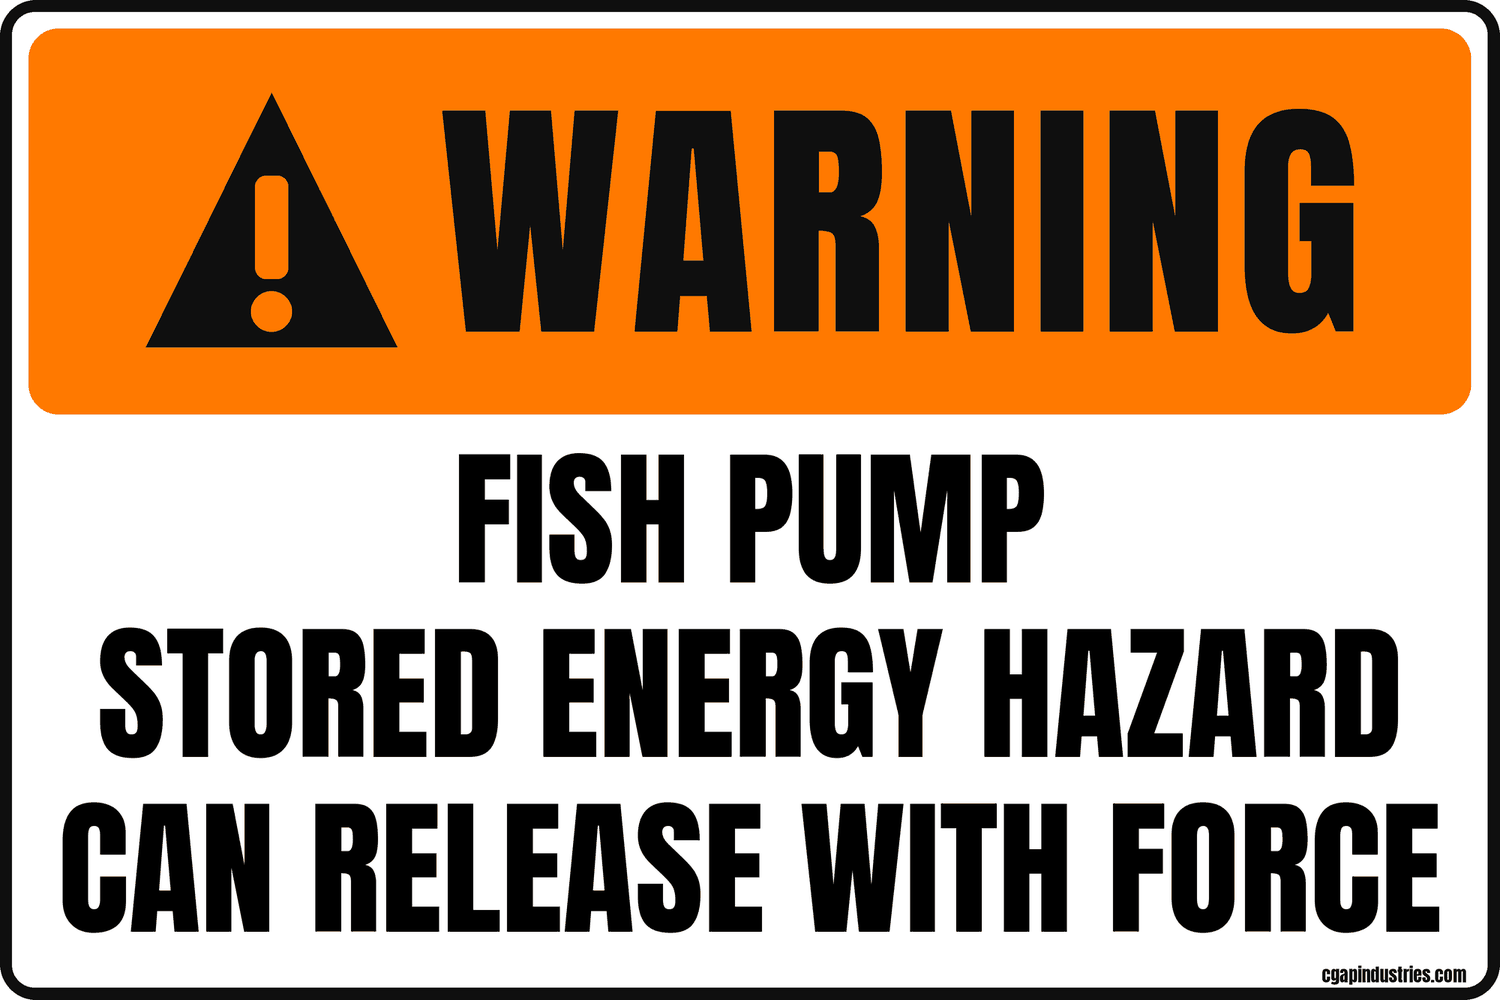 WARNING
FISH PUMP
STORED ENERGY HAZARD
CAN RELEASE WITH FORCE
cgapindustries.com